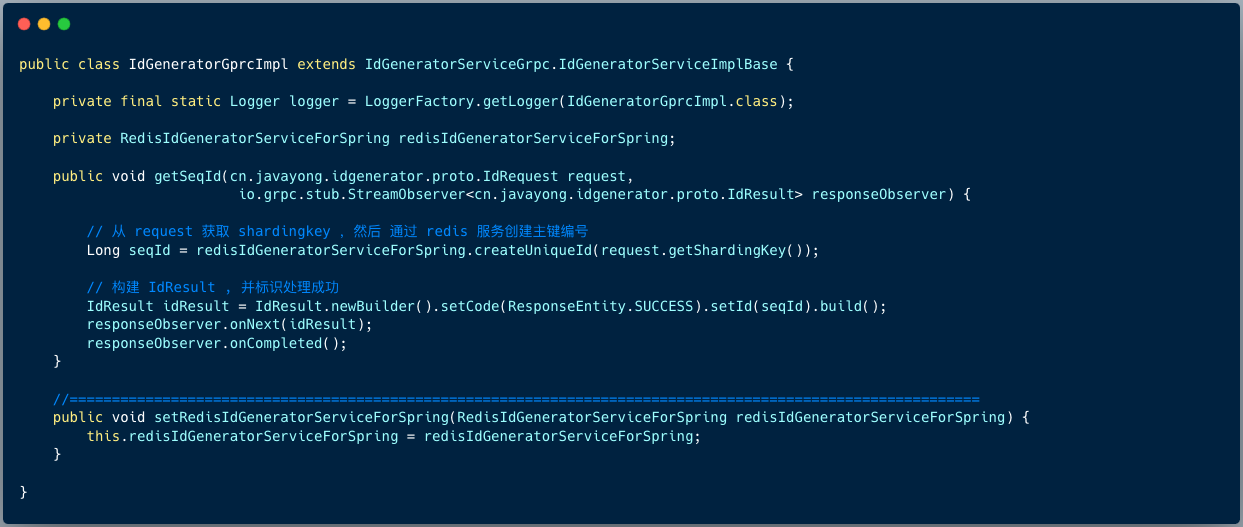 public class IdGeneratorGprcImpl extends IdGeneratorServiceGrpc.IdGeneratorServiceImplBase {
    private final static Logger logger = LoggerFactory.getLogger(IdGeneratorGprcImpl.class);
    private RedisIdGeneratorServiceForSpring redisIdGeneratorServiceForSpring;
    public void getSeqId(cn.javayong.idgenerator.proto.IdRequest request,
                          io.grpc.stub.StreamObserver<cn.javayong.idgenerator.proto.IdResult> responseObserver) {
        // 从 request 获取 shardingkey ，然后 通过 redis 服务创建主键编号
        Long seqId = redisIdGeneratorServiceForSpring.createUniqueId(request.getShardingKey());
        // 构建 IdResult ，并标识处理成功
        IdResult idResult = IdResult.newBuilder().setCode(ResponseEntity.SUCCESS).setId(seqId).build();
        responseObserver.onNext(idResult);
        responseObserver.onCompleted();
    }
    //============================================================================================================
    public void setRedisIdGeneratorServiceForSpring(RedisIdGeneratorServiceForSpring redisIdGeneratorServiceForSpring) {
        this.redisIdGeneratorServiceForSpring = redisIdGeneratorServiceForSpring;
    }
}